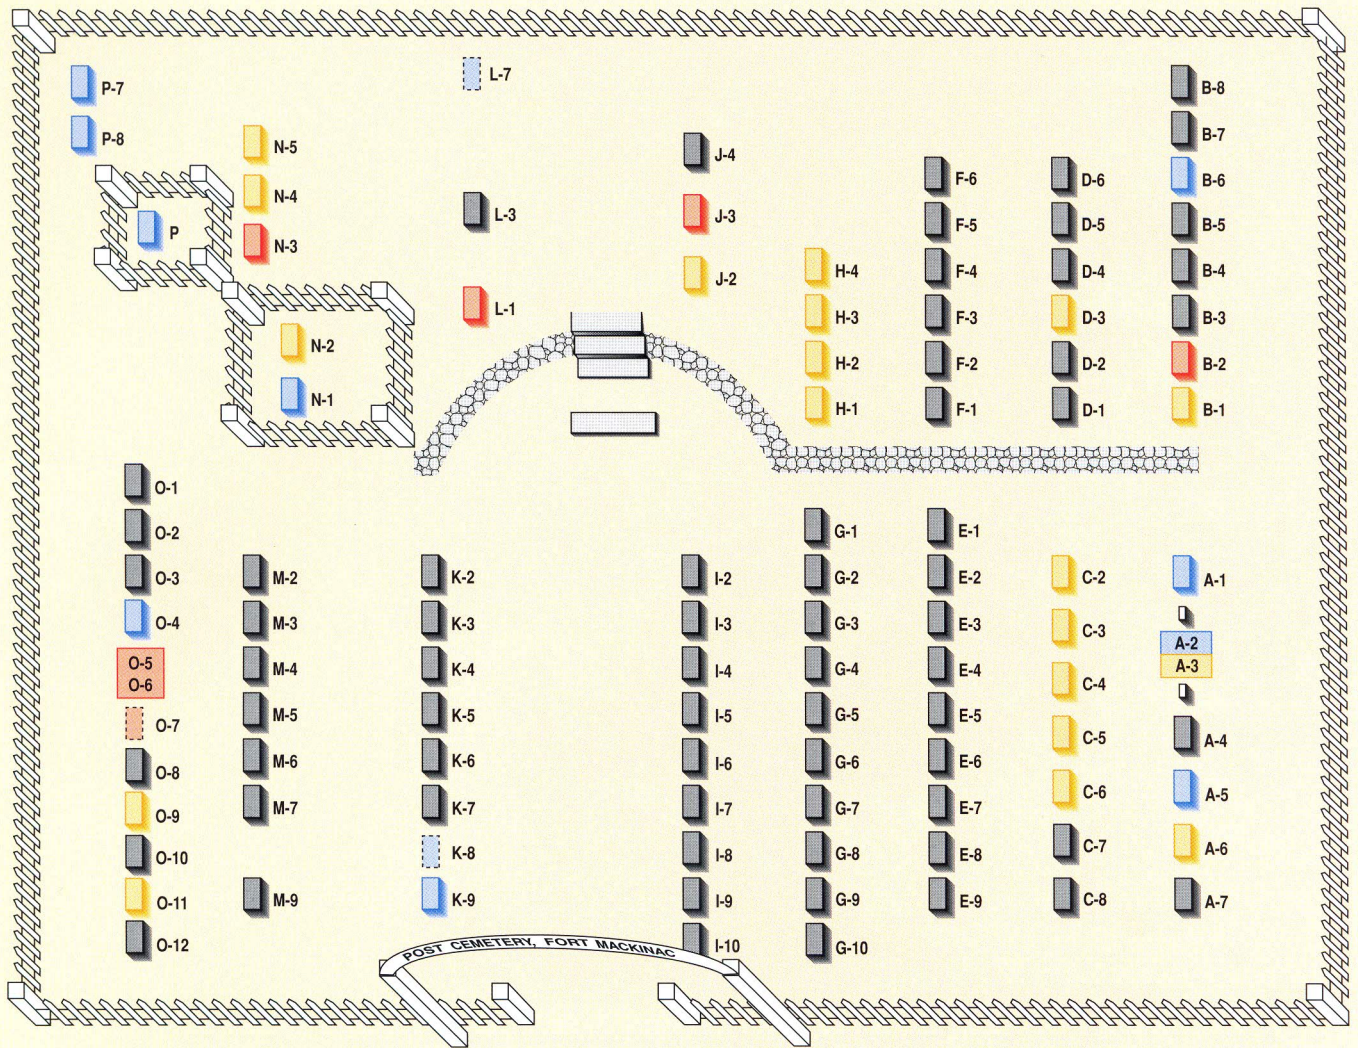 P-7
P-8
P
N-5
N-4
N-3
N-2
N-1
L-7
L-3
L-1
J-4
J-3
J-2
H-4
H-3
H-2
H-1
F-6
F-5
F-4
F-3
F-2
F-1
D-6
D-5
D-4
D-3
D-2
D-1
B-8
B-7
B-6
B-5
B-4
B-3
B-2
B-1
O-1
O-2
O-3
O-4
O-5
O-6
O-7
O-8
O-9
O-10
O-11
O-12
M-2
M-3
M-4
M-5
M-6
M-7
M-9
K-2
K-3
K-4
K-5
K-6
K-7
K-8
K-9
I-2
I-3
I-4
I-5
I-6
I-7
I-8
I-9
I-10
G-1
G-2
G-3
G-4
G-5
G-6
G-7
G-8
G-9
G-10
E-1
E-2
E-3
E-4
E-5
E-6
E-7
E-8
E-9
C-2
C-3
C-4
C-5
C-6
C-7
C-8
A-1
A-2
A-3
A-4
A-5
A-6
A-7
POST CEMETERY, FORT MACKINAC